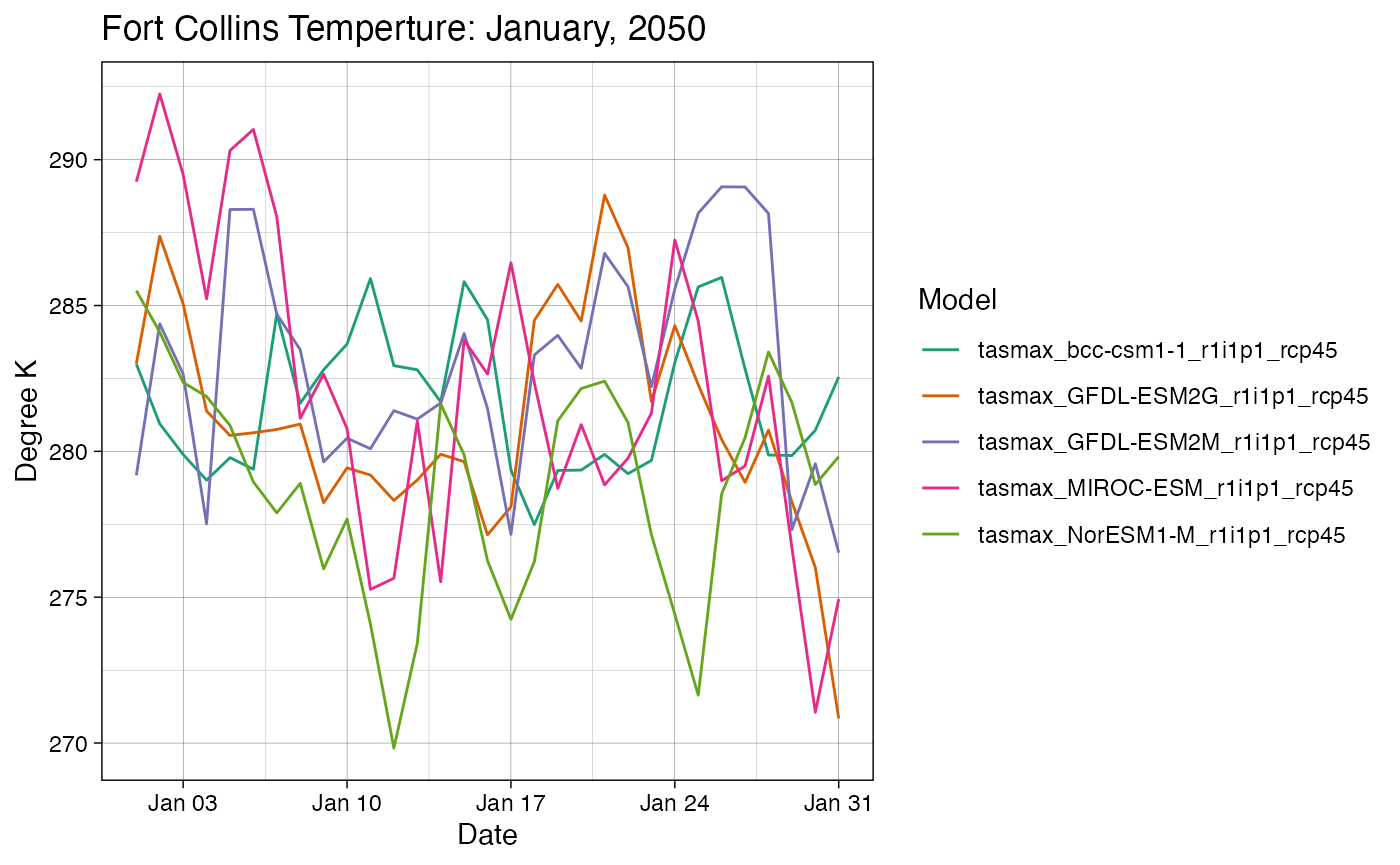 Fort Collins Temperture: January, 2050
Degree K
290
285
280
275
270
Jan 03
Jan 10
Jan 17
Jan 24
Jan 31
Date
Model
tasmax_bcc-csm1-1_r1i1p1_rcp45
tasmax_GFDL-ESM2G_r1i1p1_rcp45
tasmax_GFDL-ESM2M_r1i1p1_rcp45
tasmax_MIROC-ESM_r1i1p1_rcp45
tasmax_NorESM1-M_r1i1p1_rcp45